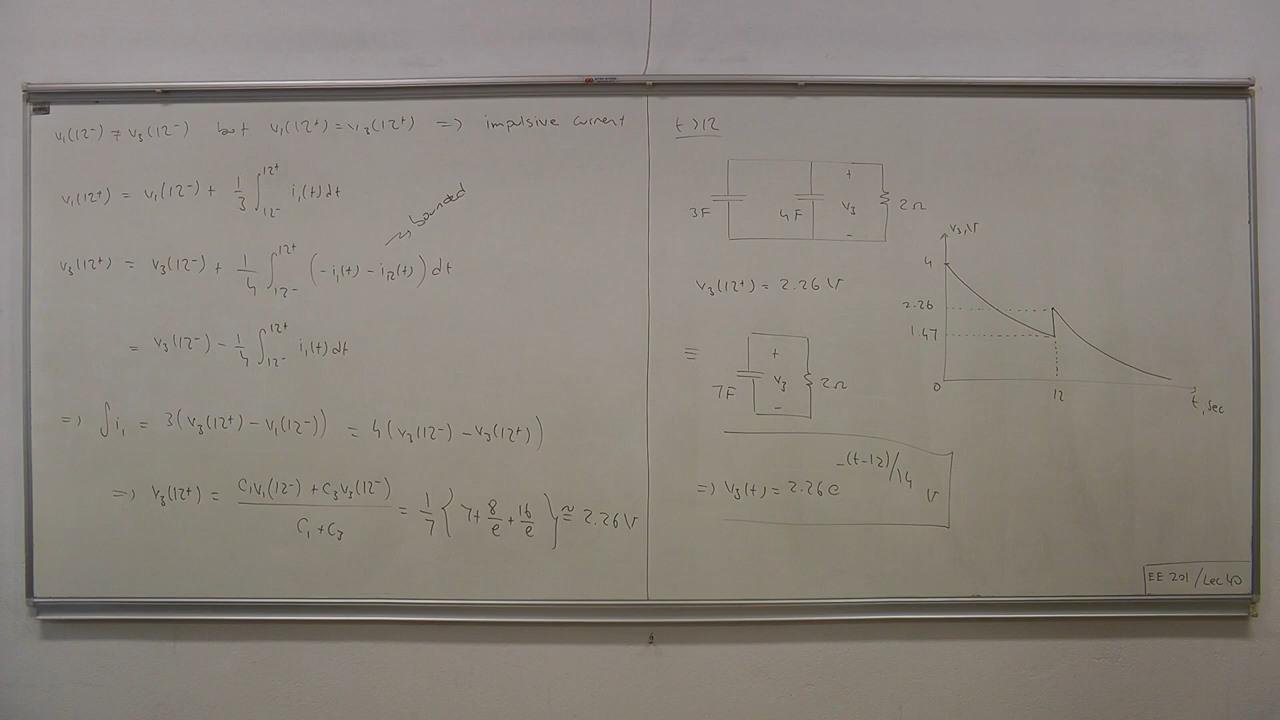 v₁(12⁻) ≠ v₃(12⁻) but v₁(12⁺) = v₃(12⁺) => impulsive current
v₁(12⁺) = v₁(12⁻) + 1/3 ∫₁₂₋¹²⁺ i₁(t) dt
bounded
v₃(12⁺) = v₃(12⁻) + 1/4 ∫₁₂₋¹²⁺ (-i₁(t) - i₁₂(t)) dt
= v₃(12⁻) - 1/4 ∫₁₂₋¹²⁺ i₁(t) dt
=> ∫ i₁ = 3(v₃(12⁺) - v₁(12⁻)) = 4(v₃(12⁻) - v₃(12⁺))
=> v₃(12⁺) = (C₁v₁(12⁻) + C₃v₃(12⁻)) / (C₁ + C₃) = 1/7 { 7 + 8/e + 16/e } ≅ 2.26 V
t > 12
3F
4F
+
v₃
-
2Ω
v₃(12⁺) = 2.26 V
≡
7F
+
v₃
-
2Ω
=> v₃(t) = 2.26 e^-(t-12)/14 V
v₃, V
4
2.26
1.47
0
12
t, sec
EE 201 / Lec 40